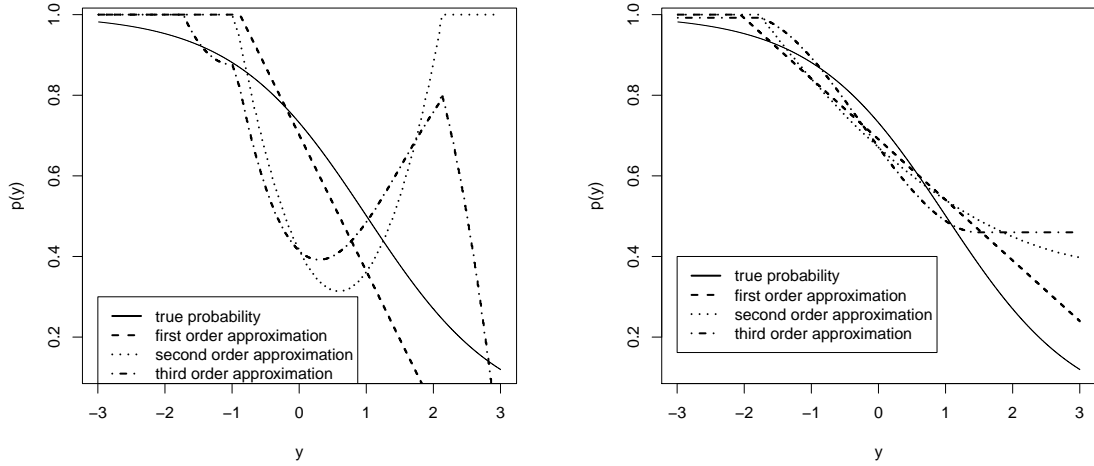 1.0
0.8
0.6
0.4
0.2
p(y)
true probability
first order approximation
second order approximation
third order approximation
−3 −2 −1 0 1 2 3
y
1.0
0.8
0.6
0.4
0.2
p(y)
true probability
first order approximation
second order approximation
third order approximation
−3 −2 −1 0 1 2 3
y